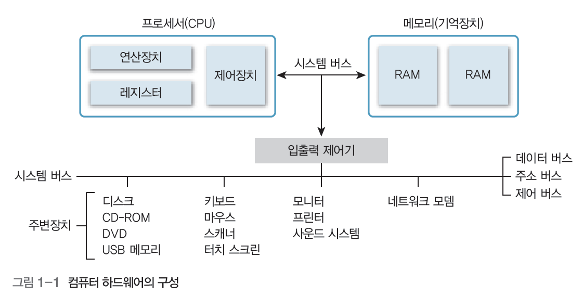 프로세서(CPU)
메모리(기억장치)
연산장치
레지스터
제어장치
시스템 버스
RAM
RAM
입출력 제어기
시스템 버스
데이터 버스
주소 버스
제어 버스
주변장치
디스크
CD-ROM
DVD
USB 메모리
키보드
마우스
스캐너
터치 스크린
모니터
프린터
사운드 시스템
네트워크 모뎀
그림 1-1 컴퓨터 하드웨어의 구성